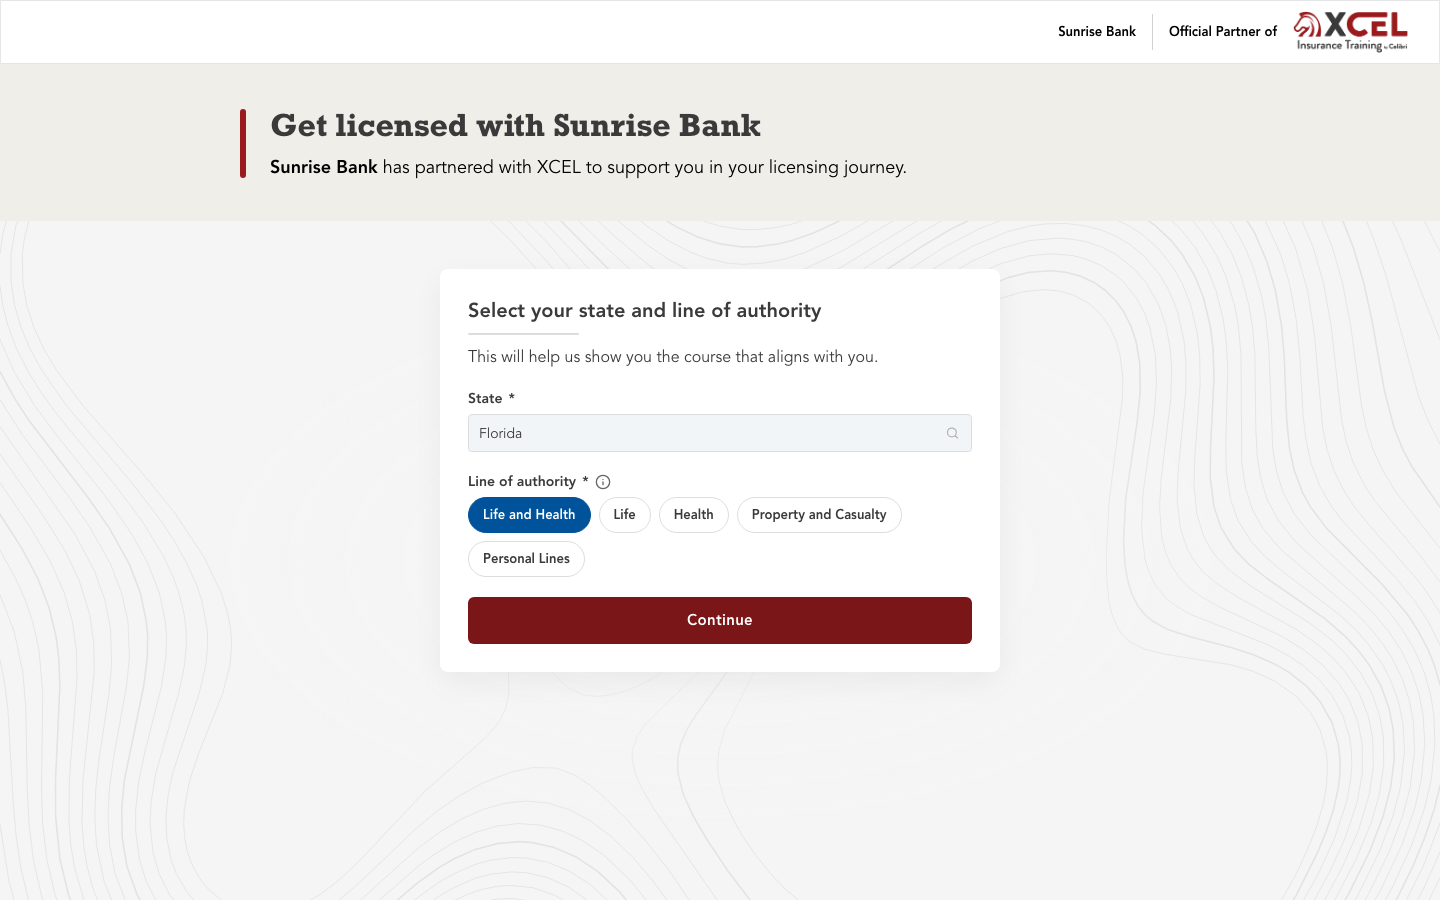 Sunrise Bank
Official Partner of
XCEL
Insurance Training by Colibri
Get licensed with Sunrise Bank
Sunrise Bank has partnered with XCEL to support you in your licensing journey.
Select your state and line of authority
This will help us show you the course that aligns with you.
State *
Florida
Line of authority *
Life and Health
Life
Health
Property and Casualty
Personal Lines
Continue